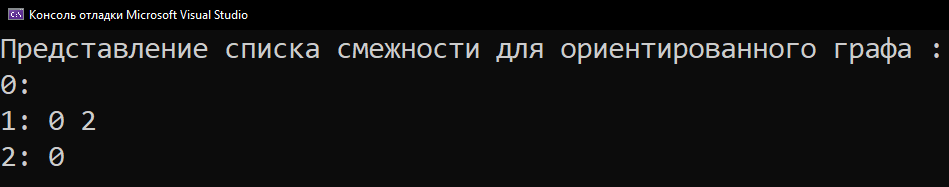 Консоль отладки Microsoft Visual Studio
Представление списка смежности для ориентированного графа :
0:
1: 0 2
2: 0